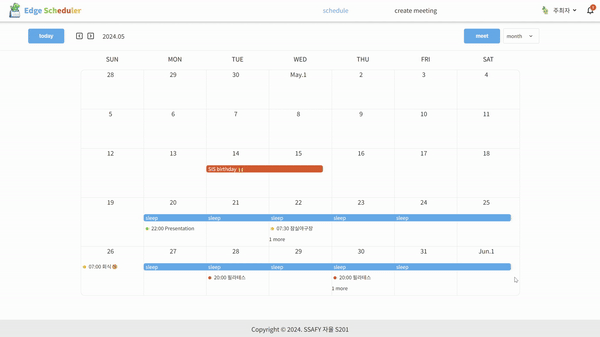 Edge Scheduler schedule create meeting 주최자
today 2024.05 meet month
SUN MON TUE WED THU FRI SAT
28 29 30 May.1 2 3 4
5 6 7 8 9 10 11
12 13 14 15 16 17 18
SIS birthday
19 20 21 22 23 24 25
sleep sleep sleep sleep sleep
22:00 Presentation 07:30 잠실야구장
1 more
26 27 28 29 30 31 Jun.1
07:00 회식 sleep sleep sleep sleep sleep
20:00 필라테스 20:00 필라테스
1 more
Copyright © 2024. SSAFY 자율 S201